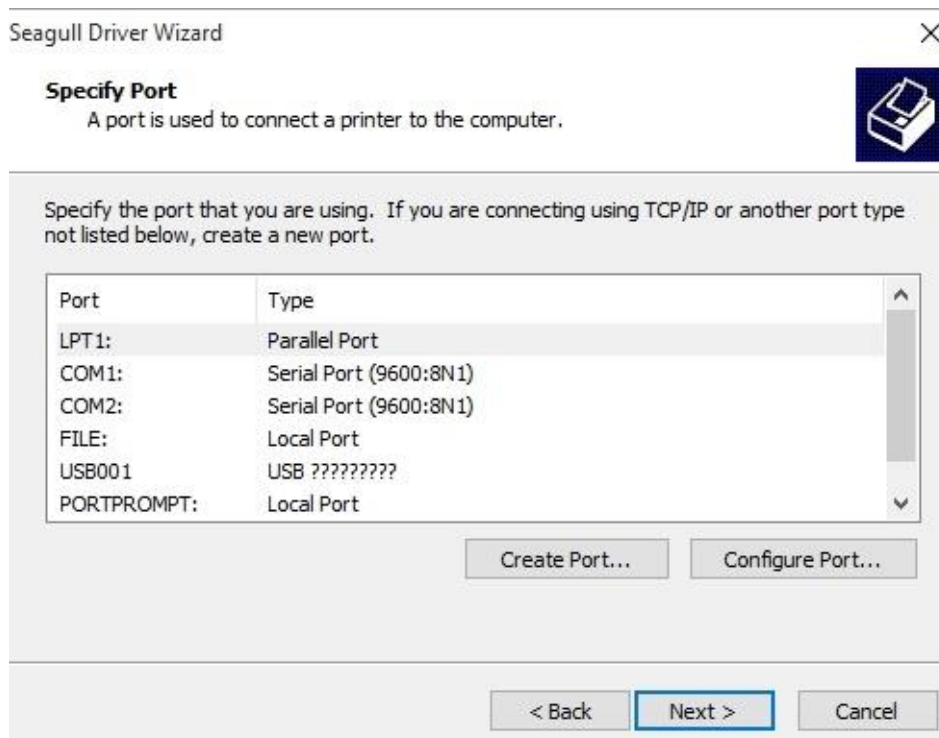 Seagull Driver Wizard
Specify Port
A port is used to connect a printer to the computer.
Specify the port that you are using. If you are connecting using TCP/IP or another port type
not listed below, create a new port.
Port Type
LPT1: Parallel Port
COM1: Serial Port (9600:8N1)
COM2: Serial Port (9600:8N1)
FILE: Local Port
USB001 USB ?????????
PORTPROMPT: Local Port
Create Port... Configure Port...
< Back Next > Cancel